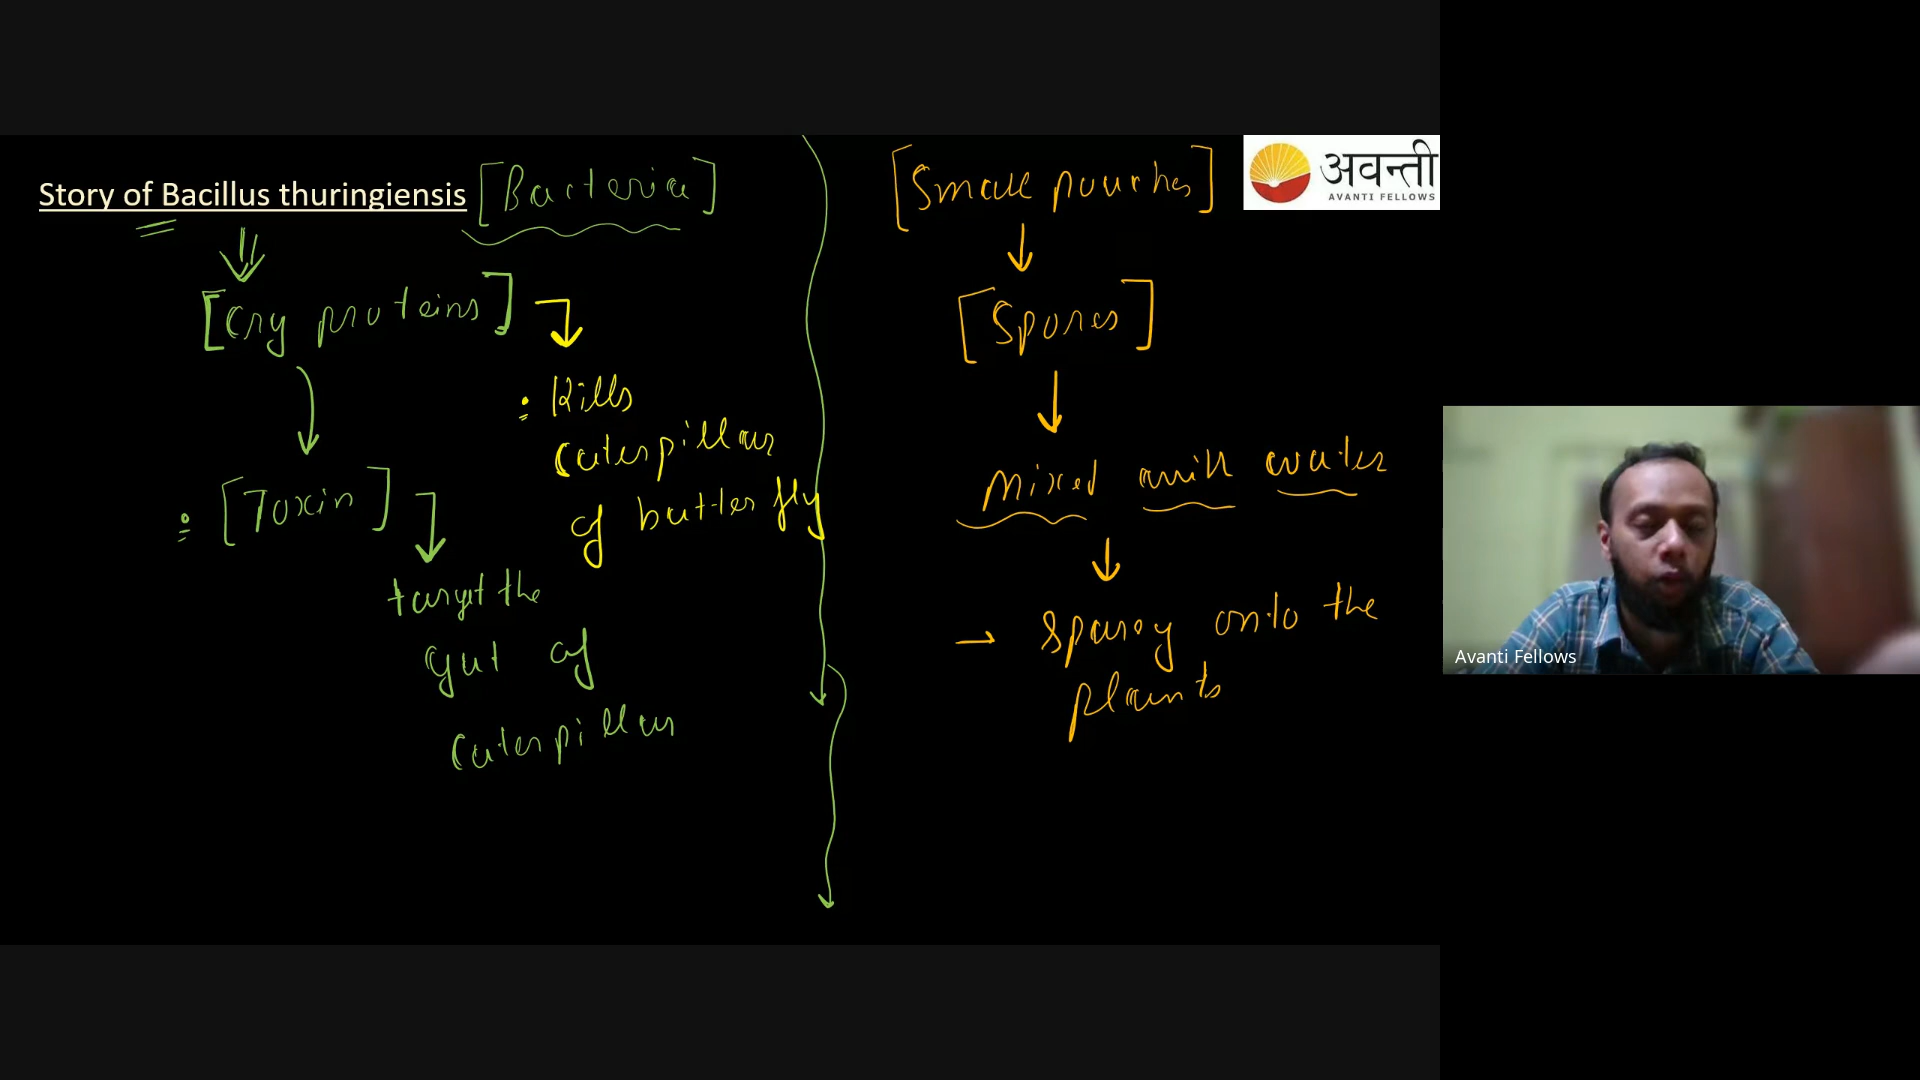 Story of Bacillus thuringiensis [Bacteria]
[Cry proteins]
: Kills
Caterpillar
of butterfly
: [Toxin]
target the
gut of
Caterpillar
[Small pouches]
[Spores]
Mixed with water
→ Sparay onto the
plants
अवन्ती
AVANTI FELLOWS
Avanti Fellows